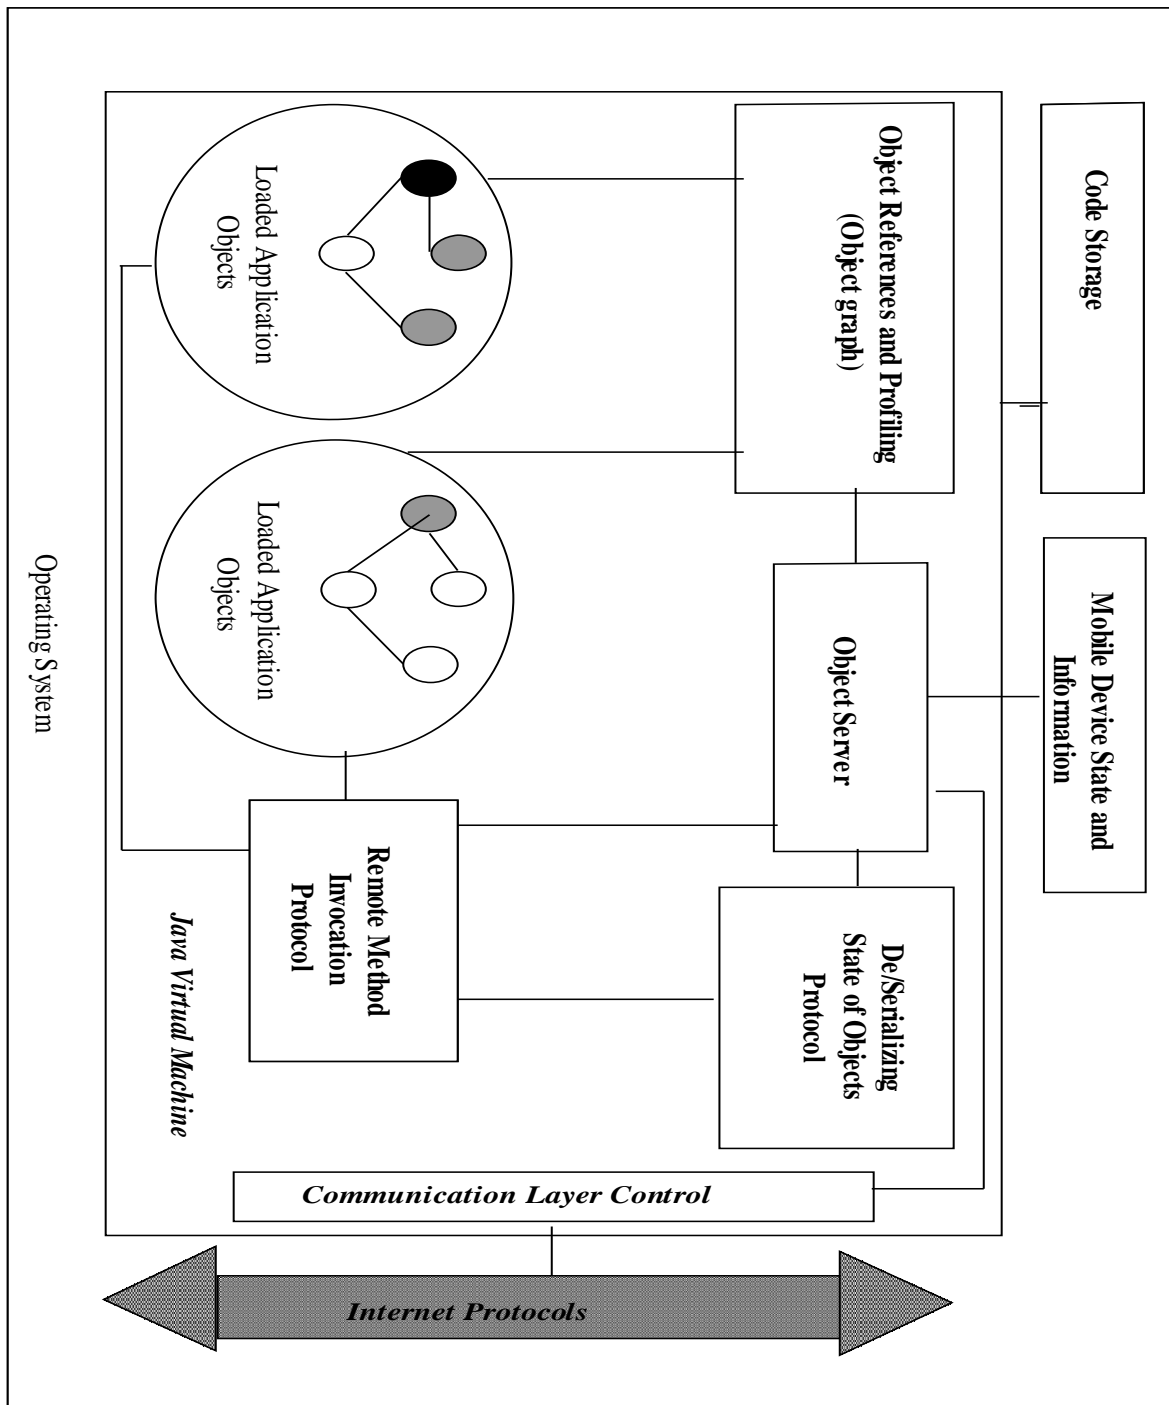 Code Storage
Mobile Device State and
Information
Object References and Profiling
(Object graph)
Object Server
De/Serializing
State of Objects
Protocol
Loaded Application
Objects
Loaded Application
Objects
Remote Method
Invocation
Protocol
Java Virtual Machine
Operating System
Communication Layer Control
Internet Protocols